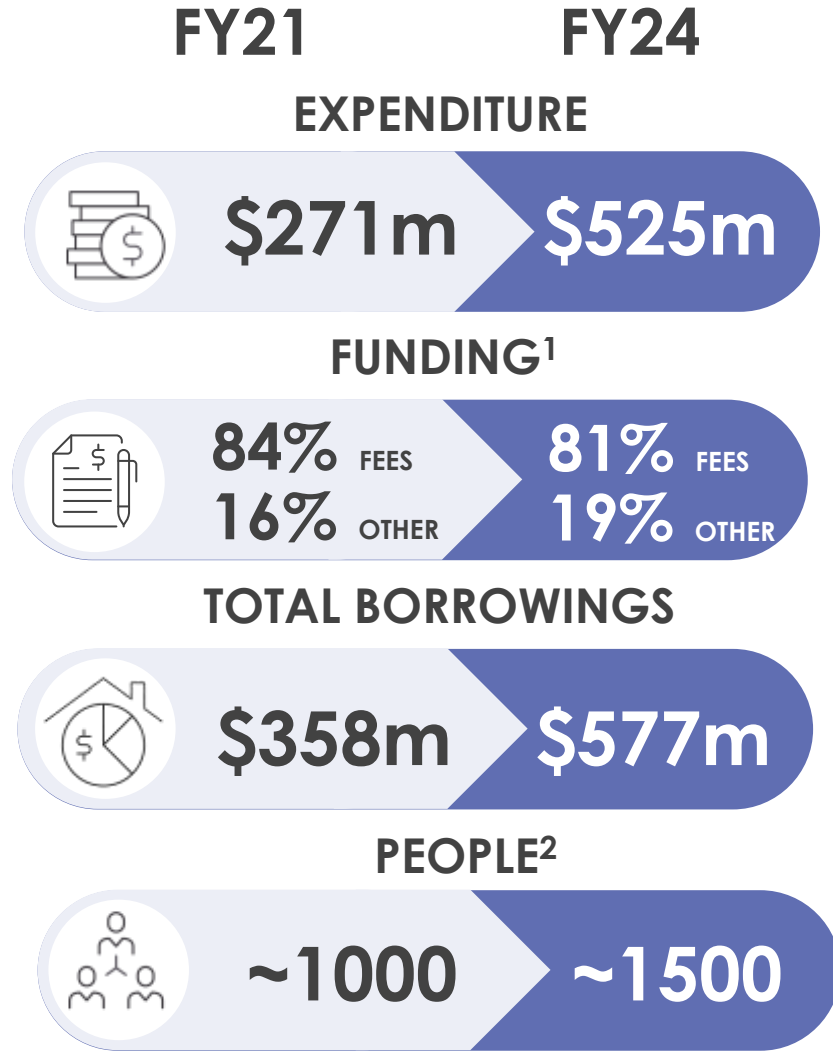 FY21 FY24
EXPENDITURE
$ $271m $525m
FUNDING¹
$ 84% FEES 81% FEES
16% OTHER 19% OTHER
TOTAL BORROWINGS
$ $358m $577m
PEOPLE²
~1000 ~1500